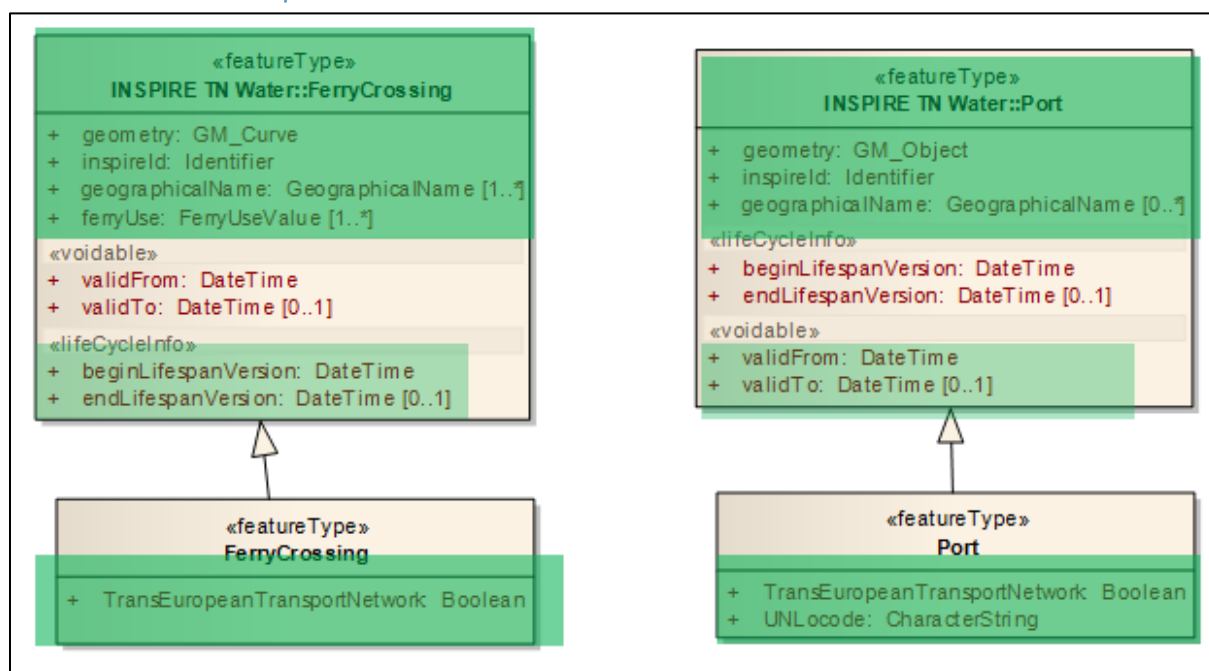 «featureType»
INSPIRE TN Water::FerryCrossing
+ geometry: GM_Curve
+ inspireId: Identifier
+ geographicalName: GeographicalName [1..*]
+ ferryUse: FerryUseValue [1..*]
«voidable»
+ validFrom: DateTime
+ validTo: DateTime [0..1]
«lifeCycleInfo»
+ beginLifespanVersion: DateTime
+ endLifespanVersion: DateTime [0..1]
«featureType»
FerryCrossing
+ TransEuropeanTransportNetwork: Boolean
«featureType»
INSPIRE TN Water::Port
+ geometry: GM_Object
+ inspireId: Identifier
+ geographicalName: GeographicalName [0..*]
«lifeCycleInfo»
+ beginLifespanVersion: DateTime
+ endLifespanVersion: DateTime [0..1]
«voidable»
+ validFrom: DateTime
+ validTo: DateTime [0..1]
«featureType»
Port
+ TransEuropeanTransportNetwork: Boolean
+ UNLocode: CharacterString